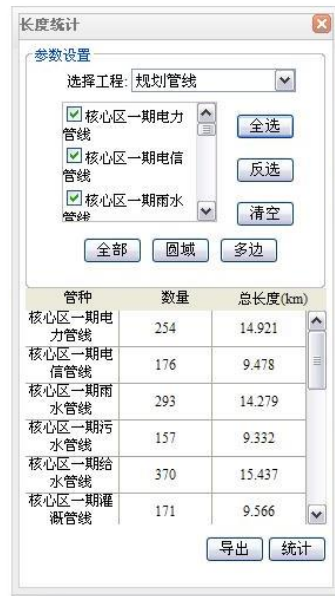 长度统计
参数设置
选择工程: 规划管线
核心区一期电力
管线
全选
核心区一期电信
管线
反选
核心区一期雨水
管线
清空
全部 圆域 多边
管种 数量 总长度(km)
核心区一期电
力管线 254 14.921
核心区一期电
信管线 176 9.478
核心区一期雨
水管线 293 14.279
核心区一期污
水管线 157 9.332
核心区一期给
水管线 370 15.437
核心区一期灌
溉管线 171 9.566
导出 统计